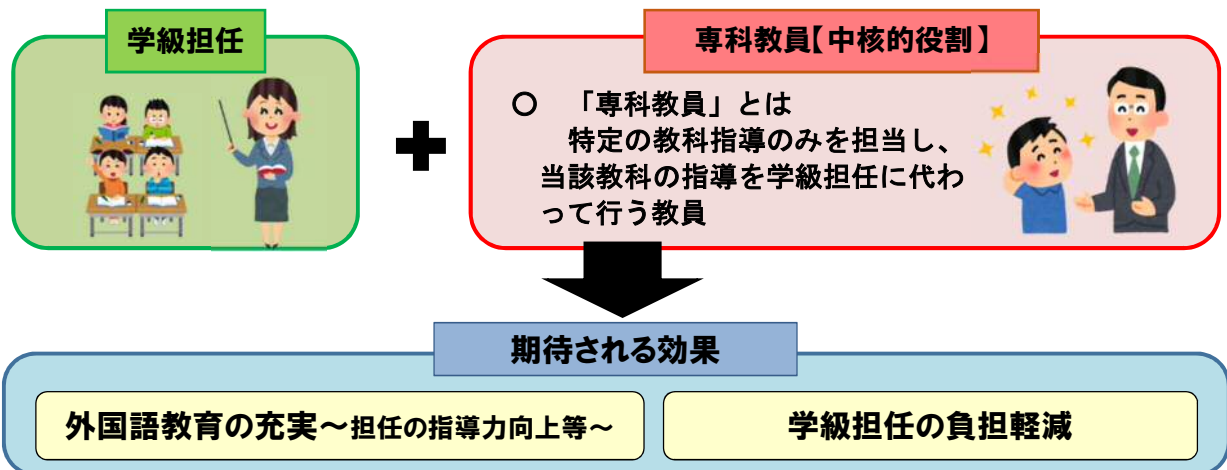 学級担任
専科教員【中核的役割】
○　「専科教員」とは
特定の教科指導のみを担当し、
当該教科の指導を学級担任に代わ
って行う教員
期待される効果
外国語教育の充実～担任の指導力向上等～
学級担任の負担軽減